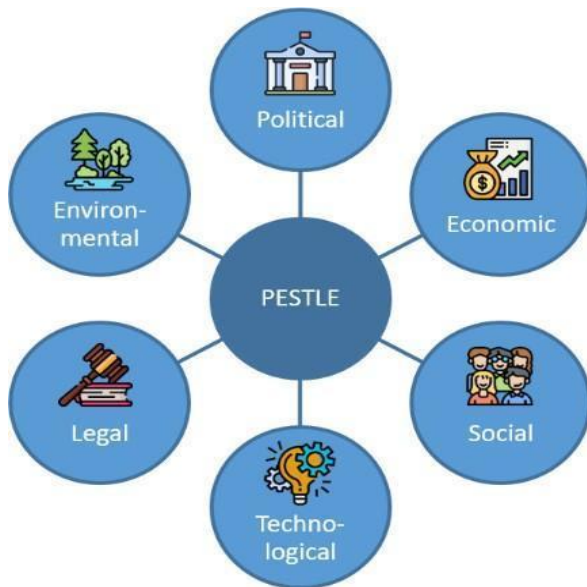 Political
Economic
Social
Techno-
logical
Legal
Environ-
mental
PESTLE
$